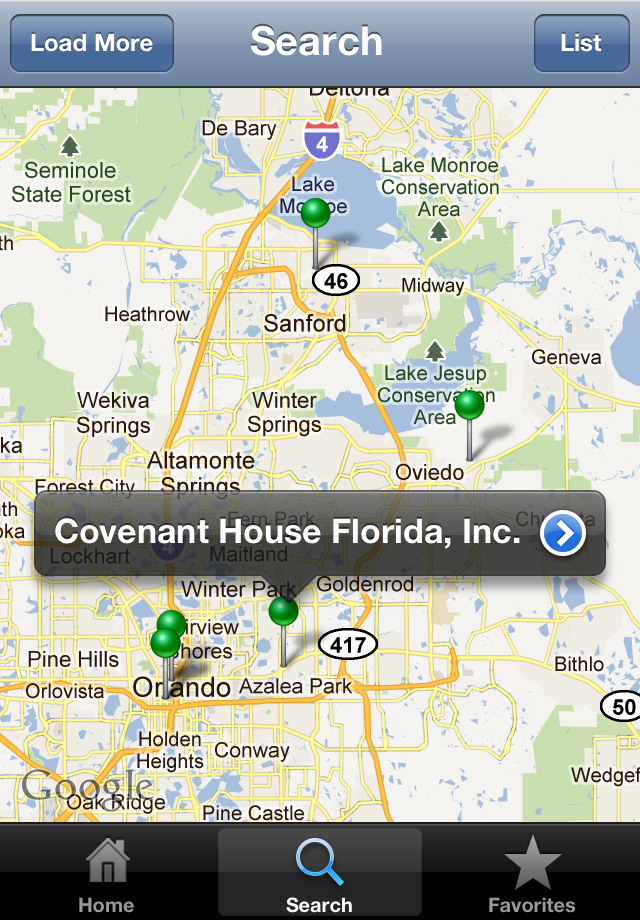 Load More
Search
List
Deltona
De Bary
4
Seminole
State Forest
Lake Monroe
Conservation
Area
Lake
Monroe
46
Midway
Heathrow
Sanford
Geneva
Lake Jesup
Conservation
Area
Wekiva
Springs
Winter
Springs
Altamonte
Springs
Oviedo
Forest City
Fern Park
Covenant House Florida, Inc.
Lockhart
Maitland
Winter Park
Goldenrod
417
Pine Hills
Bithlo
Orlovista
Orlando
Azalea Park
50
Holden
Heights
Conway
Wedgef
Google
Oak Ridge
Pine Castle
Home
Search
Favorites